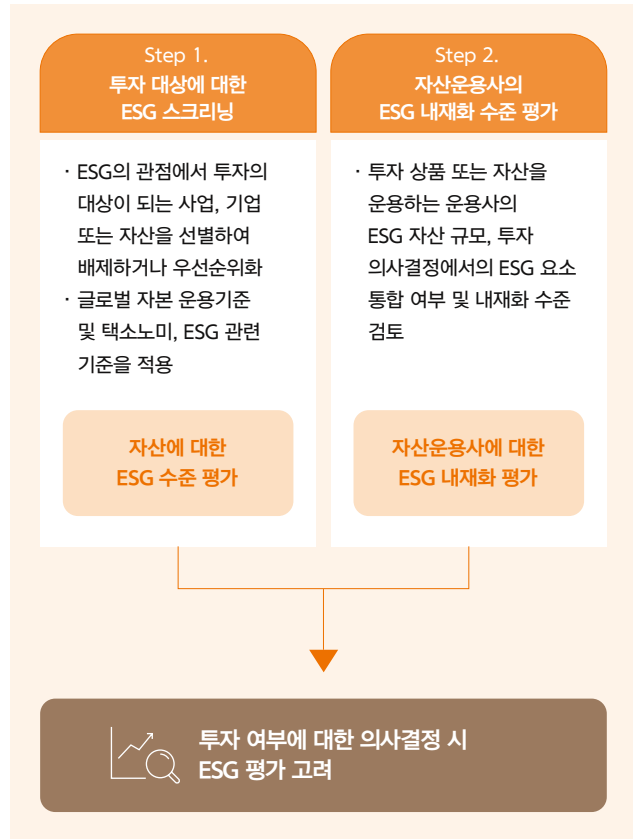 Step 1.
투자 대상에 대한
ESG 스크리닝
· ESG의 관점에서 투자의
대상이 되는 사업, 기업
또는 자산을 선별하여
배제하거나 우선순위화
· 글로벌 자본 운용기준
및 택소노미, ESG 관련
기준을 적용
자산에 대한
ESG 수준 평가
Step 2.
자산운용사의
ESG 내재화 수준 평가
· 투자 상품 또는 자산을
운용하는 운용사의
ESG 자산 규모, 투자
의사결정에서의 ESG 요소
통합 여부 및 내재화 수준
검토
자산운용사에 대한
ESG 내재화 평가
투자 여부에 대한 의사결정 시
ESG 평가 고려